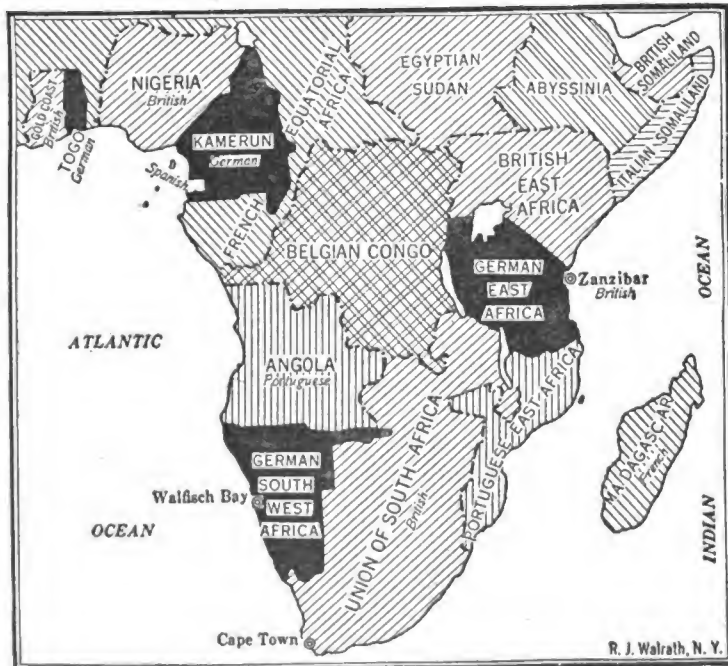 NIGERIA
British
GOLD COAST
British
TOGO
German
KAMERUN
German
Spanish
FRENCH
EQUATORIAL
AFRICA
EGYPTIAN
SUDAN
ABYSSINIA
BRITISH
SOMALILAND
ITALIAN SOMALILAND
BRITISH
EAST
AFRICA
BELGIAN CONGO
GERMAN
EAST
AFRICA
Zanzibar
British
OCEAN
INDIAN
ATLANTIC
OCEAN
ANGOLA
Portuguese
GERMAN
SOUTH
WEST
AFRICA
Walfisch Bay
UNION OF SOUTH AFRICA
British
PORTUGUESE EAST AFRICA
MADAGASCAR
French
Cape Town
R. J. Walrath, N. Y.